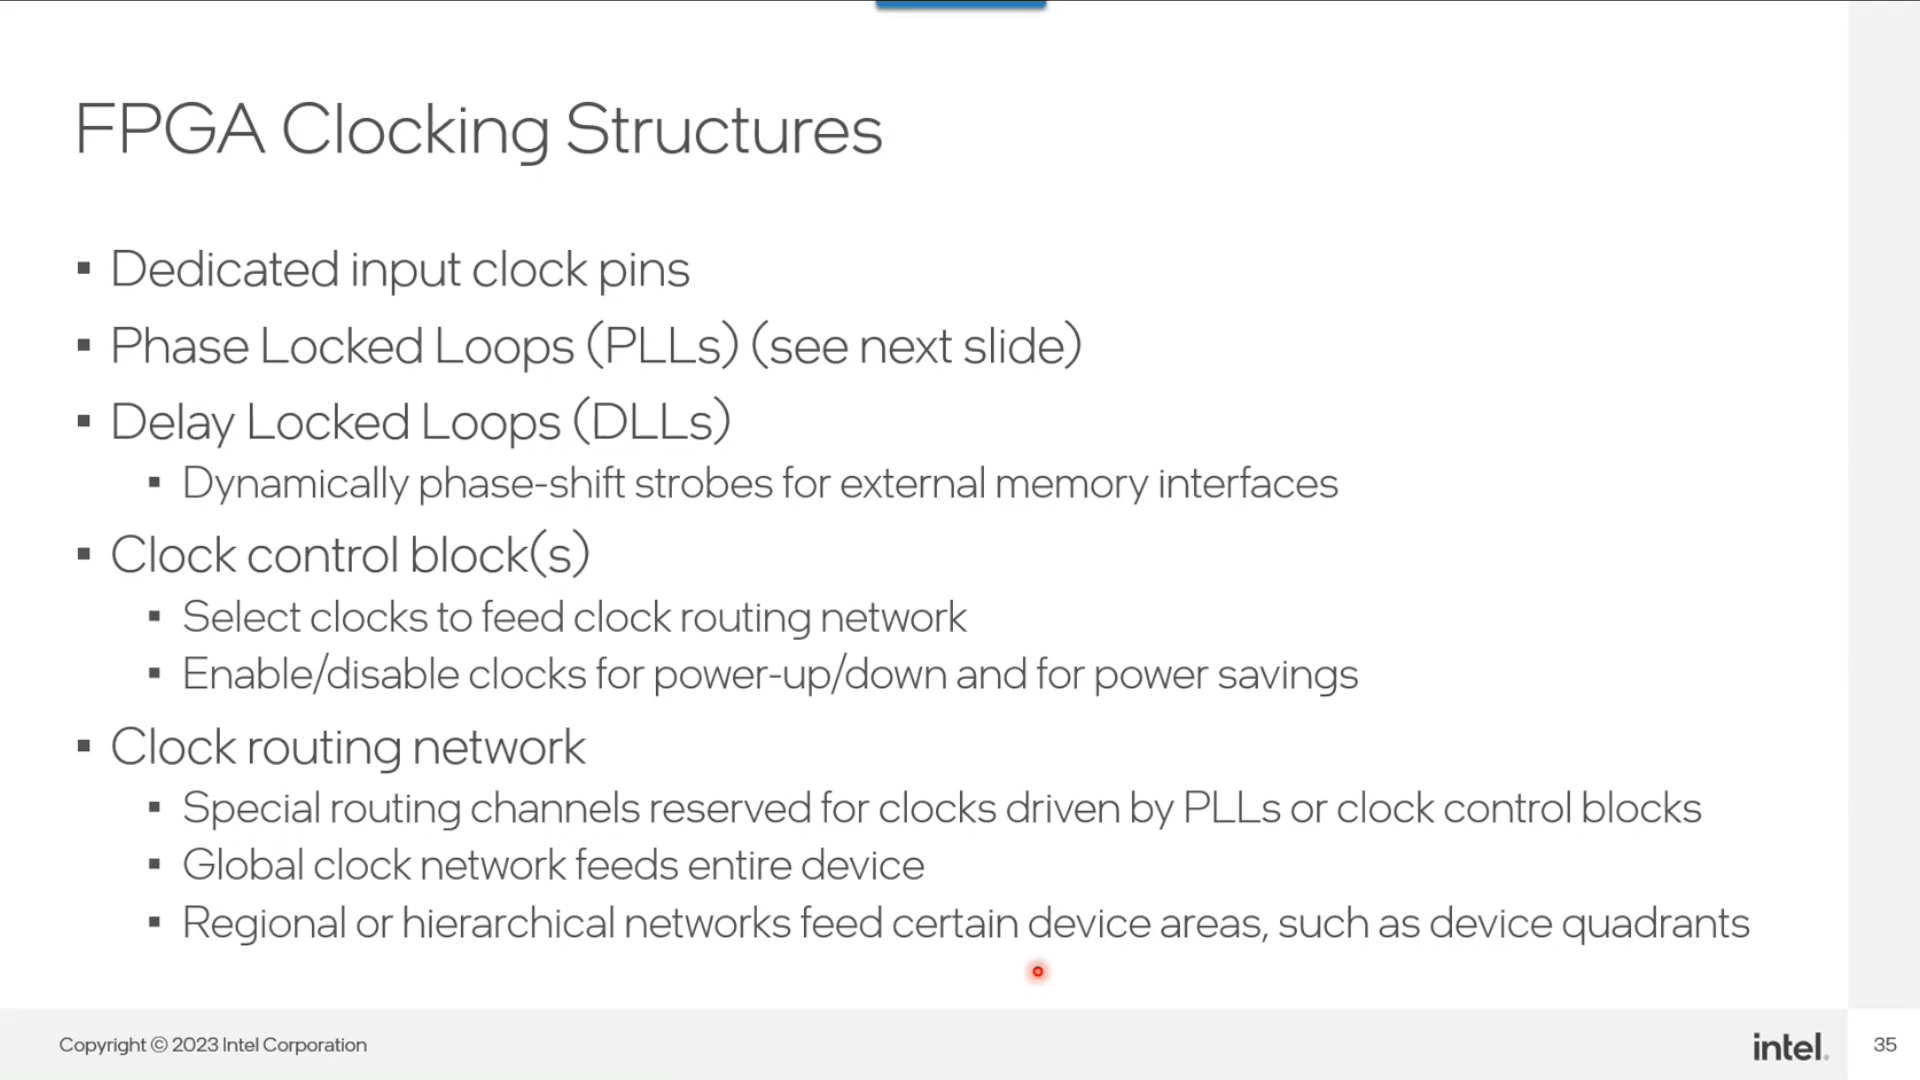 FPGA Clocking Structures
▪ Dedicated input clock pins
▪ Phase Locked Loops (PLLs) (see next slide)
▪ Delay Locked Loops (DLLs)
▪ Dynamically phase-shift strobes for external memory interfaces
▪ Clock control block(s)
▪ Select clocks to feed clock routing network
▪ Enable/disable clocks for power-up/down and for power savings
▪ Clock routing network
▪ Special routing channels reserved for clocks driven by PLLs or clock control blocks
▪ Global clock network feeds entire device
▪ Regional or hierarchical networks feed certain device areas, such as device quadrants
Copyright © 2023 Intel Corporation
intel.
35